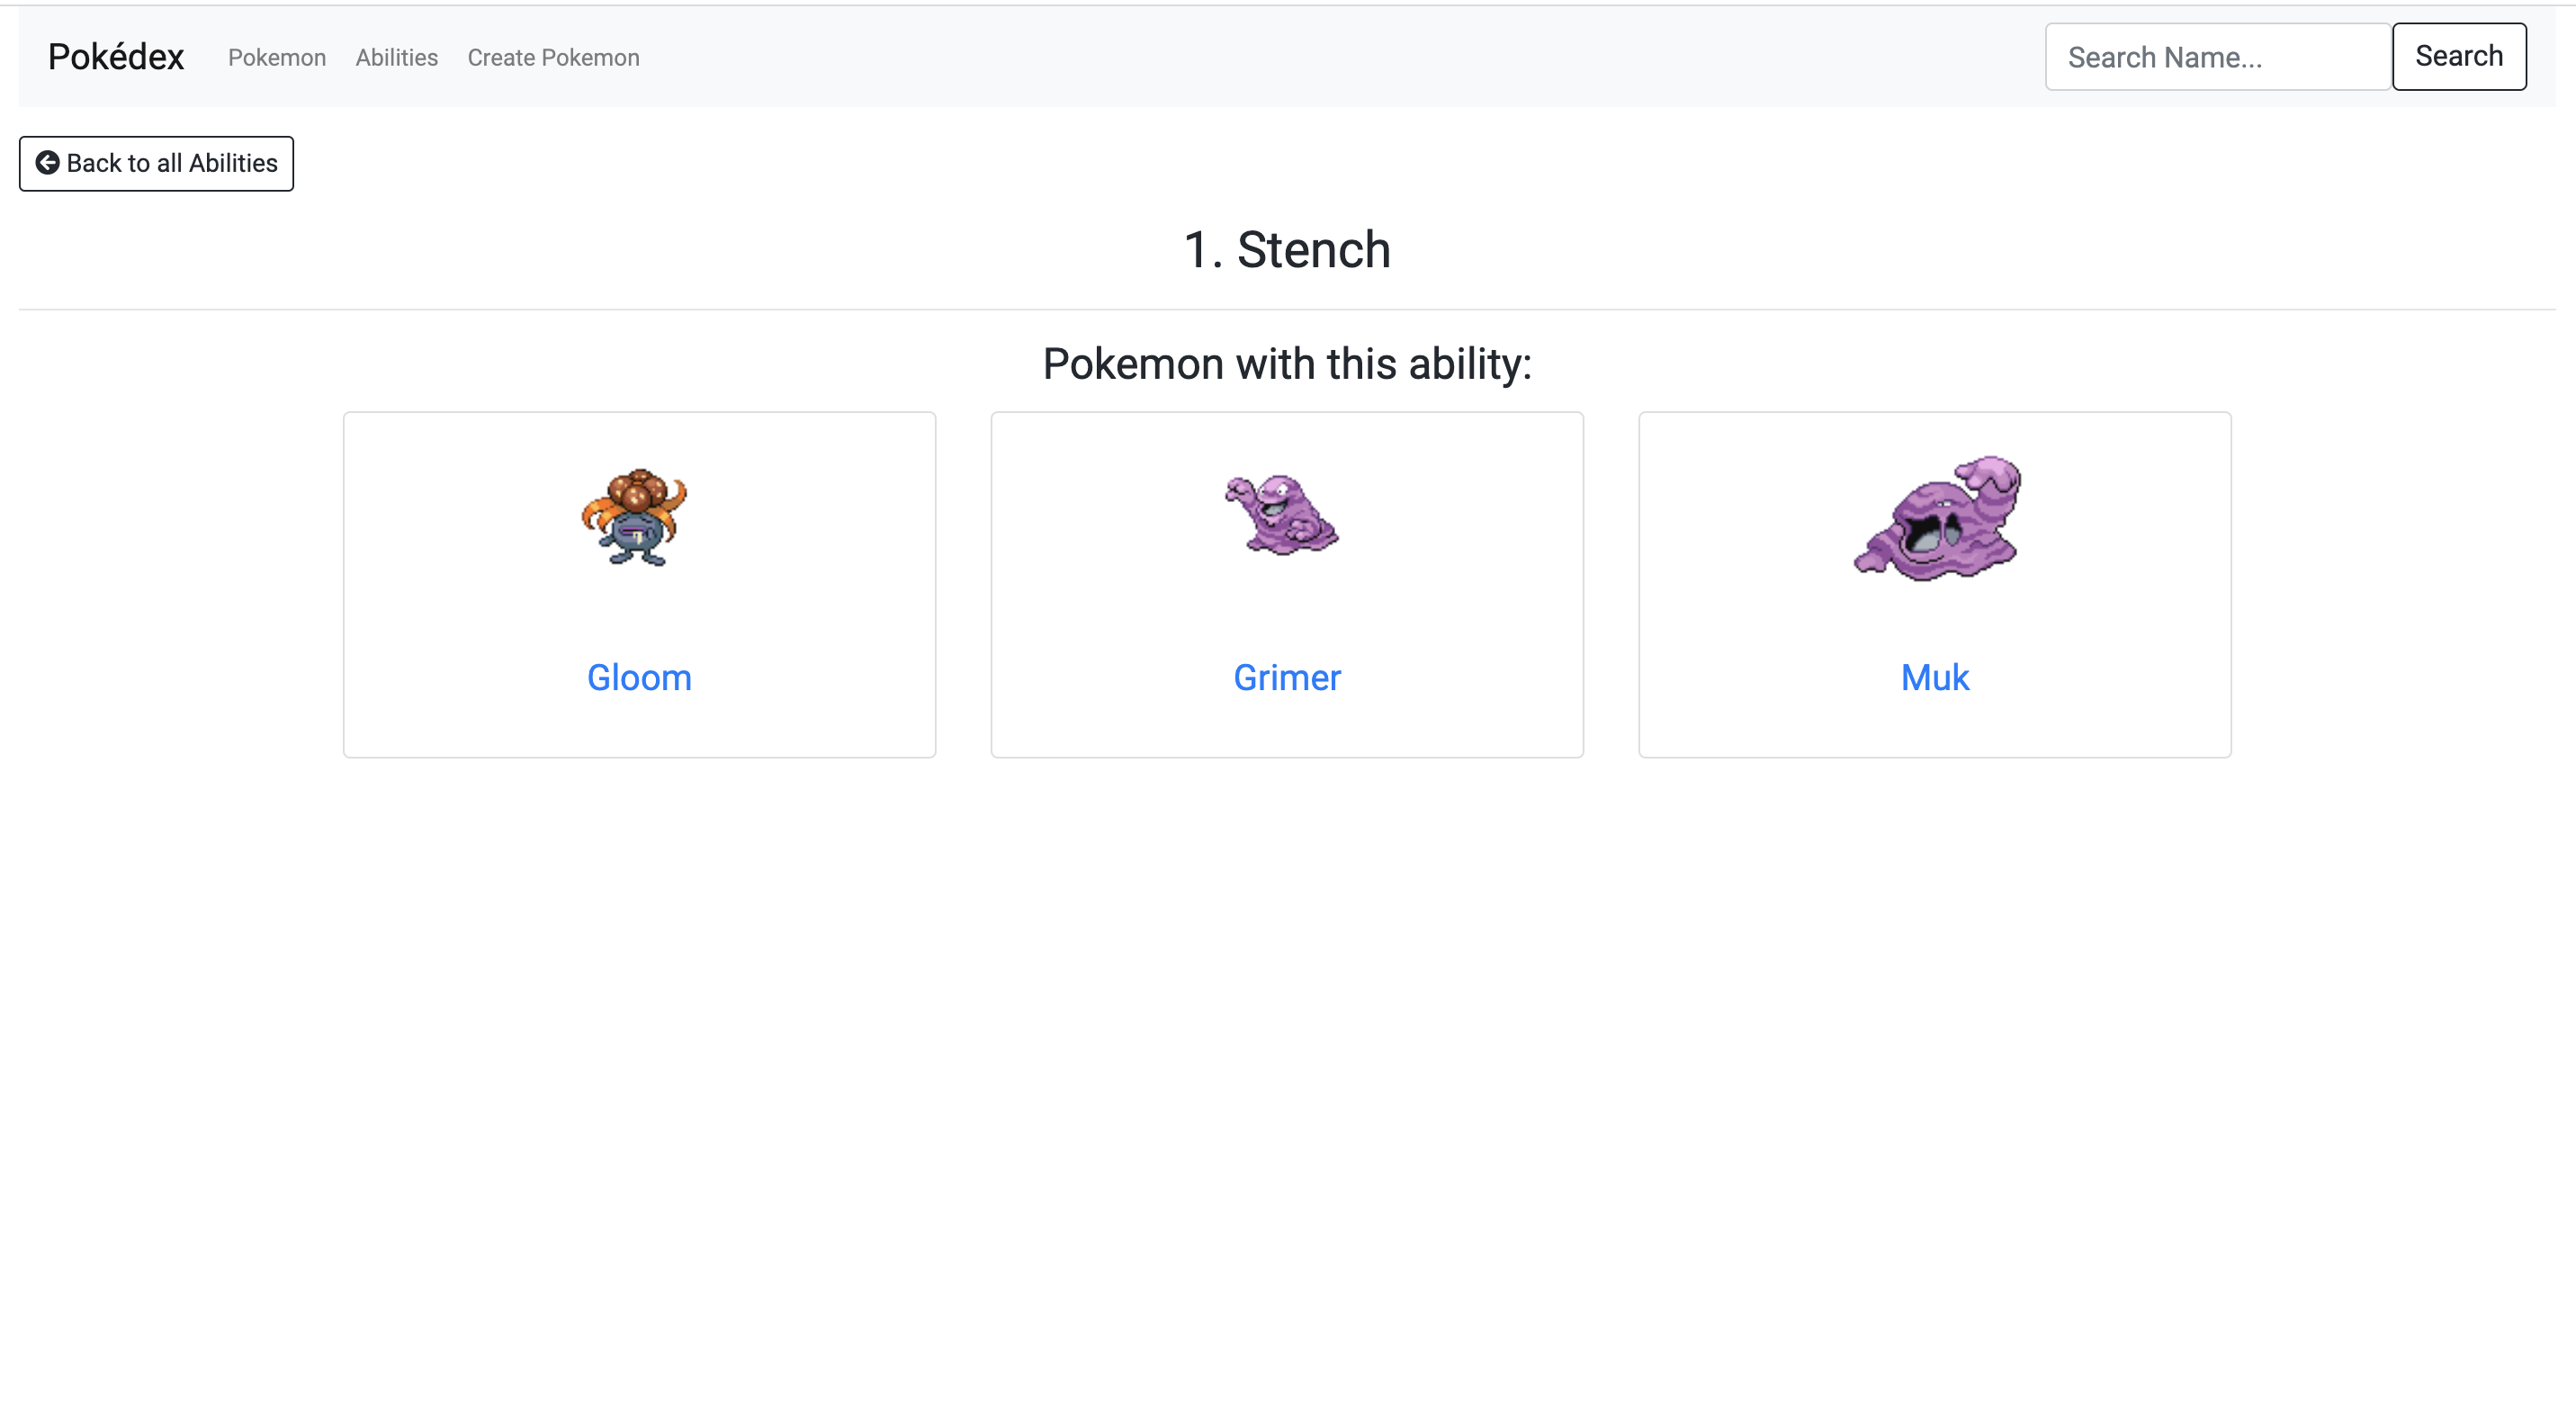 Pokédex Pokemon Abilities Create Pokemon Search Name... Search
Back to all Abilities
1. Stench
Pokemon with this ability:
Gloom Grimer Muk